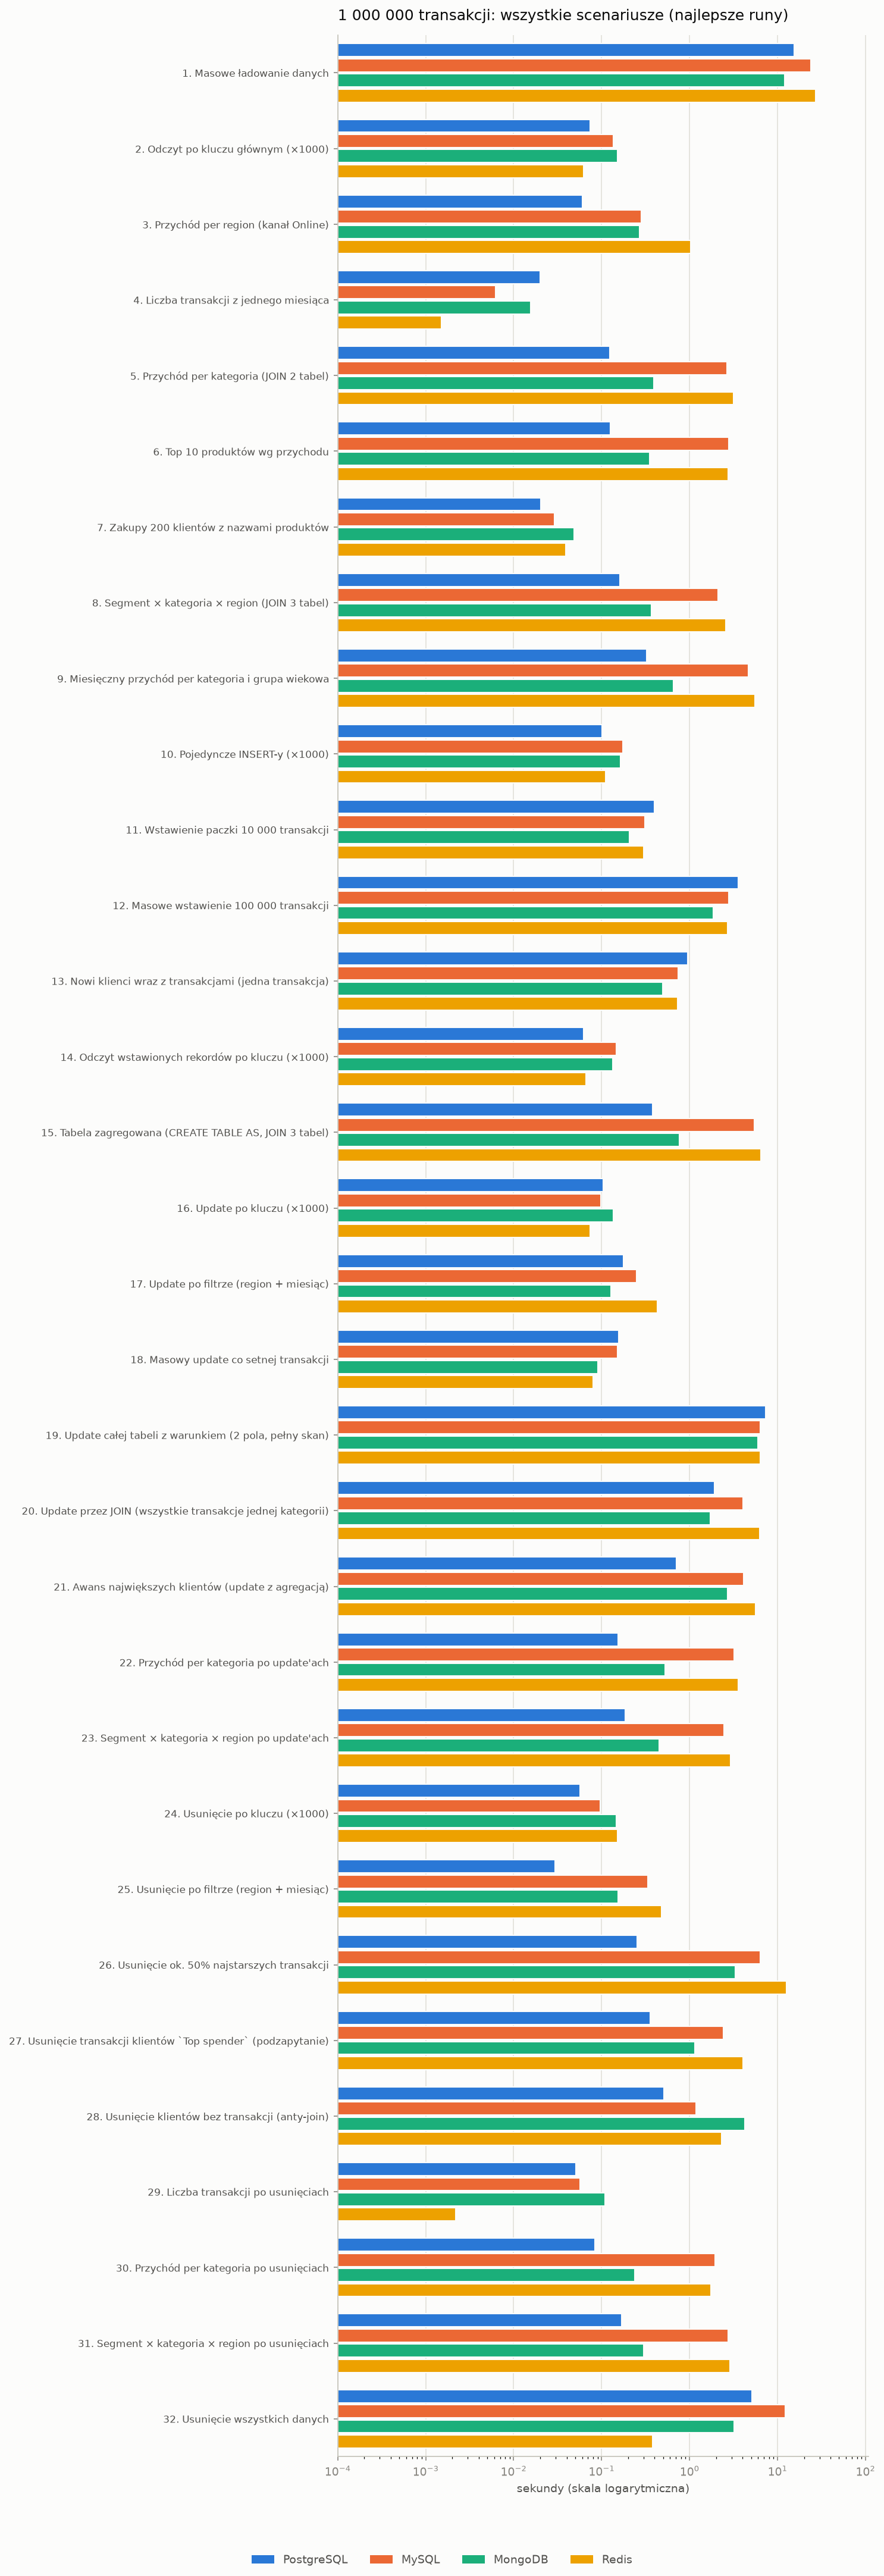 1 000 000 transakcji: wszystkie scenariusze (najlepsze runy)
1. Masowe ładowanie danych
2. Odczyt po kluczu głównym (×1000)
3. Przychód per region (kanał Online)
4. Liczba transakcji z jednego miesiąca
5. Przychód per kategoria (JOIN 2 tabel)
6. Top 10 produktów wg przychodu
7. Zakupy 200 klientów z nazwami produktów
8. Segment × kategoria × region (JOIN 3 tabel)
9. Miesięczny przychód per kategoria i grupa wiekowa
10. Pojedyncze INSERT-y (×1000)
11. Wstawienie paczki 10 000 transakcji
12. Masowe wstawienie 100 000 transakcji
13. Nowi klienci wraz z transakcjami (jedna transakcja)
14. Odczyt wstawionych rekordów po kluczu (×1000)
15. Tabela zagregowana (CREATE TABLE AS, JOIN 3 tabel)
16. Update po kluczu (×1000)
17. Update po filtrze (region + miesiąc)
18. Masowy update co setnej transakcji
19. Update całej tabeli z warunkiem (2 pola, pełny skan)
20. Update przez JOIN (wszystkie transakcje jednej kategorii)
21. Awans największych klientów (update z agregacją)
22. Przychód per kategoria po update'ach
23. Segment × kategoria × region po update'ach
24. Usunięcie po kluczu (×1000)
25. Usunięcie po filtrze (region + miesiąc)
26. Usunięcie ok. 50% najstarszych transakcji
27. Usunięcie transakcji klientów `Top spender` (podzapytanie)
28. Usunięcie klientów bez transakcji (anty-join)
29. Liczba transakcji po usunięciach
30. Przychód per kategoria po usunięciach
31. Segment × kategoria × region po usunięciach
32. Usunięcie wszystkich danych
10⁻⁴ 10⁻³ 10⁻² 10⁻¹ 10⁰ 10¹ 10²
sekundy (skala logarytmiczna)
PostgreSQL MySQL MongoDB Redis